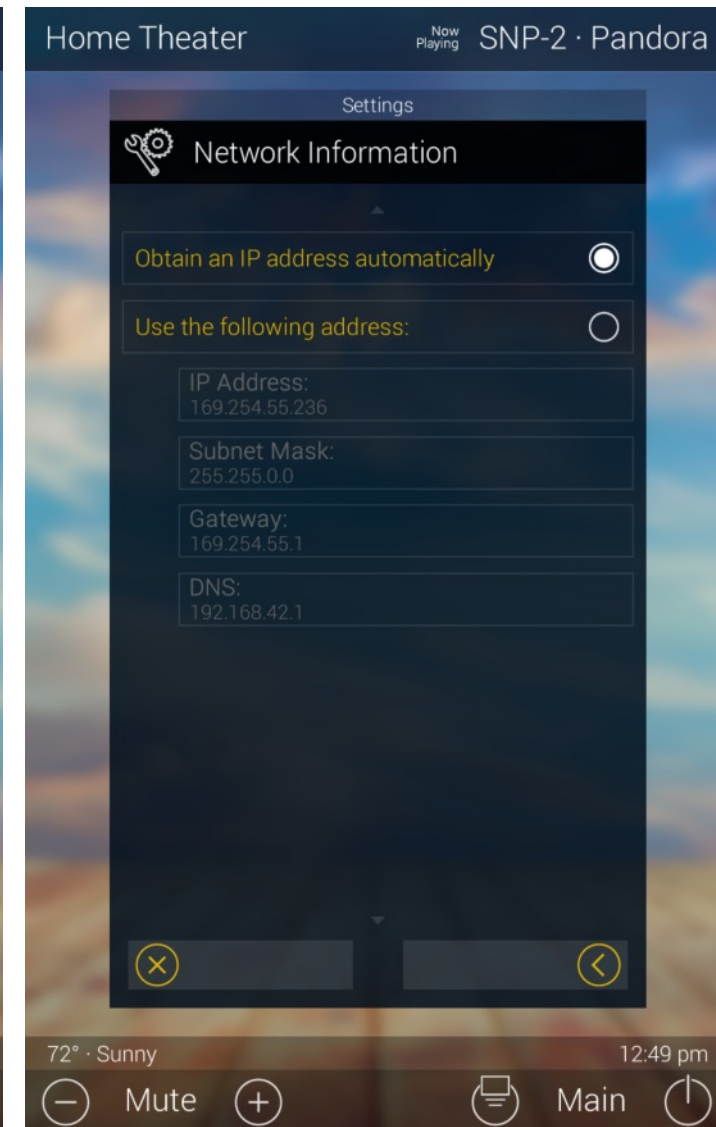 Home Theater
Now Playing
SNP-2 · Pandora
Settings
Network Information
Obtain an IP address automatically
Use the following address:
IP Address:
169.254.55.236
Subnet Mask:
255.255.0.0
Gateway:
169.254.55.1
DNS:
192.168.42.1
72° · Sunny
12:49 pm
Mute
Main